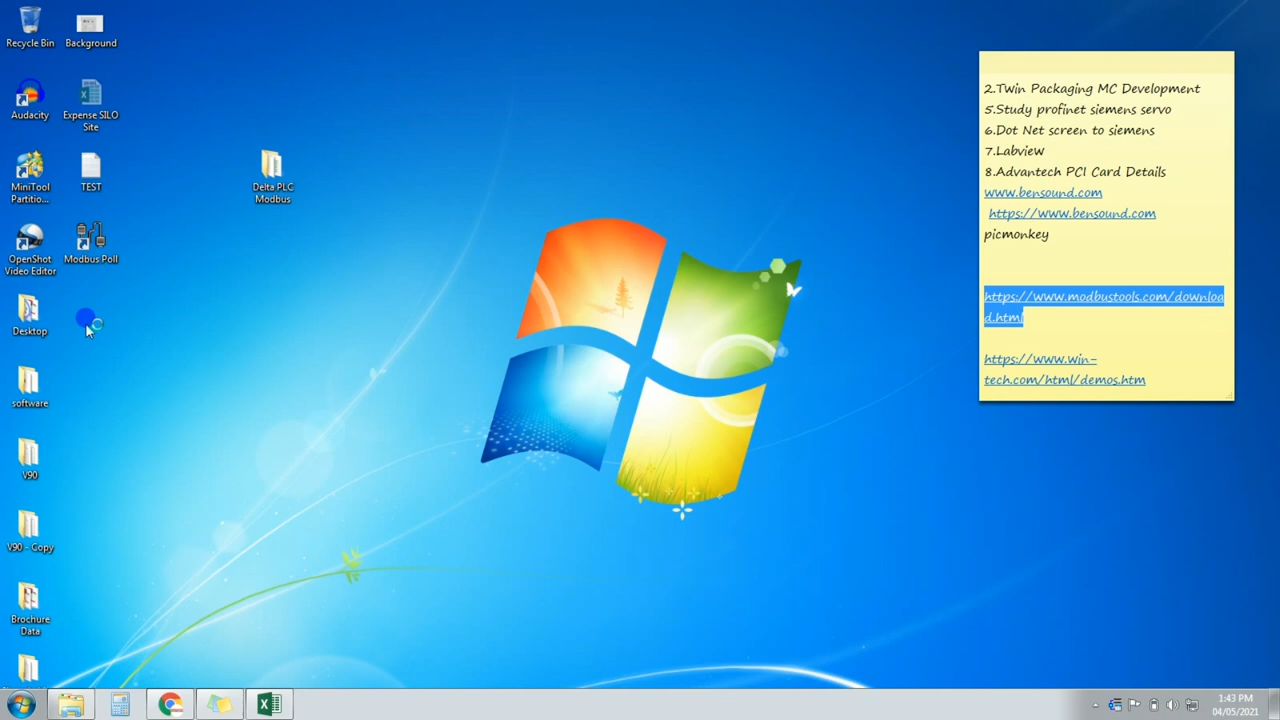 Recycle Bin
Background
Audacity
Expense SILO
Site
MiniTool
Partitio...
TEST
Delta PLC
Modbus
OpenShot
Video Editor
Modbus Poll
Desktop
software
V90
V90 - Copy
Brochure
Data
2.TWin Packaging MC Development
5.Study profinet siemens servo
6.Dot Net screen to siemens
7.LabvieW
8.Advantech PCI Card Details
www.bensound.com
https://www.bensound.com
picmonkey
https://www.modbustools.com/downloa
d.html
https://www.win-
tech.com/html/demos.htm
1:43 PM
04/05/2021